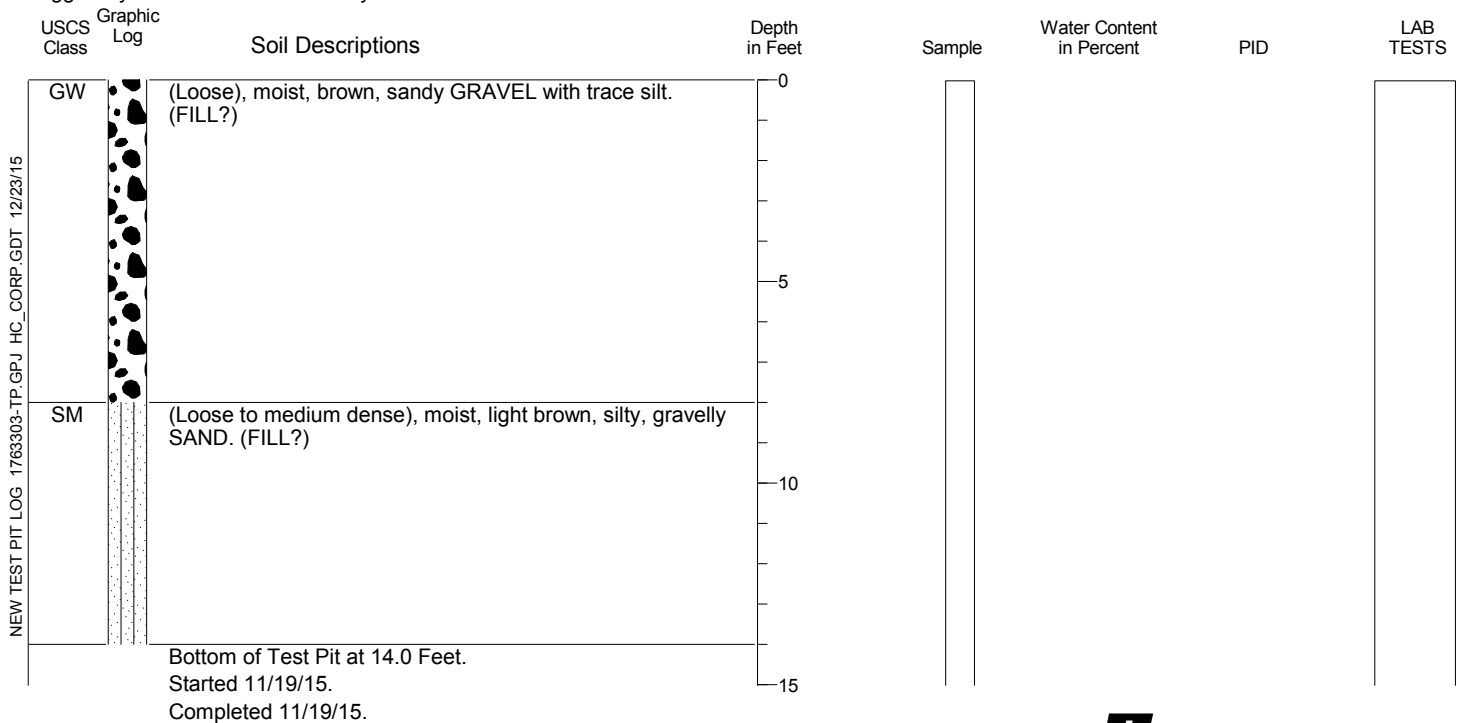 USCS Class
Graphic Log
Soil Descriptions
Depth in Feet
Sample
Water Content in Percent
PID
LAB TESTS
GW
(Loose), moist, brown, sandy GRAVEL with trace silt.
(FILL?)
0
5
SM
(Loose to medium dense), moist, light brown, silty, gravelly
SAND. (FILL?)
10
Bottom of Test Pit at 14.0 Feet.
Started 11/19/15.
Completed 11/19/15.
15
NEW TEST PIT LOG 1763303-TP.GPJ HC_CORP.GDT 12/23/15